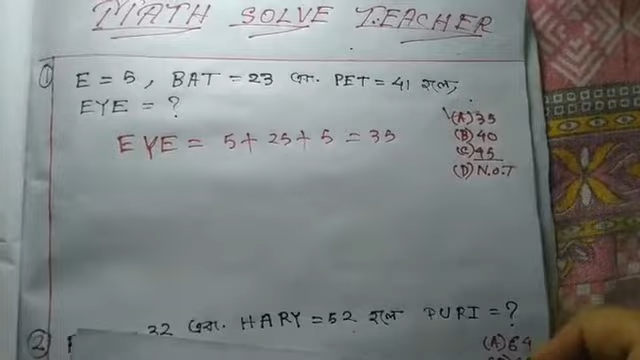 MATH SOLVE TEACHER
① E = 5, BAT = 23 এবং PET = 41 হলে,
EYE = ?
(A) 35
(B) 40
(C) 45
(D) N.O.T
EYE = 5 + 25 + 5 = 35
② 32 এবং HARY = 52 হলে PURI = ?
(A) 64